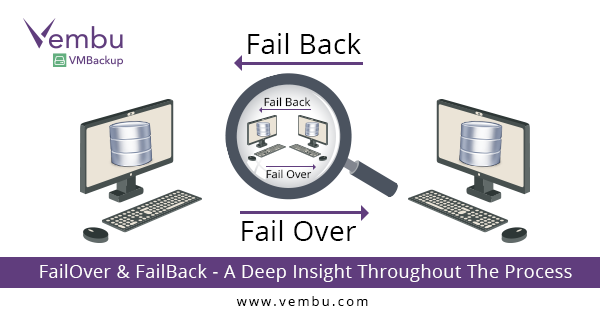 Vembu
VMBackup
Fail Back
Fail Back
Fail Over
Fail Over
FailOver & FailBack - A Deep Insight Throughout The Process
www.vembu.com